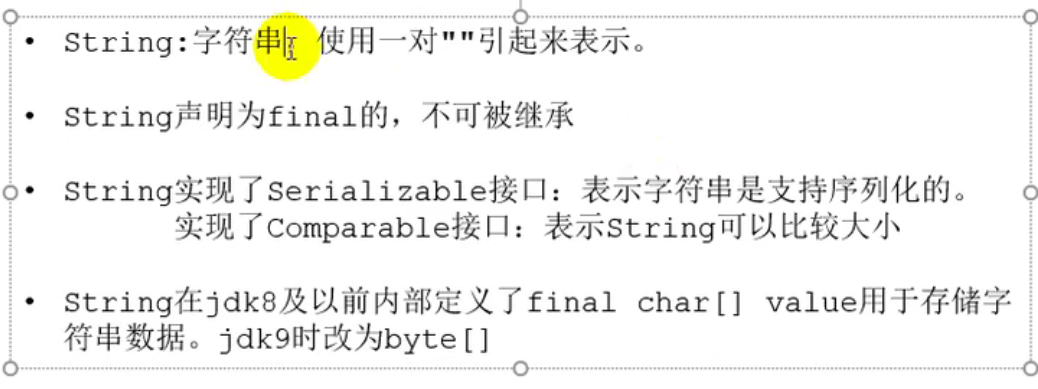 • String:字符串, 使用一对""引起来表示。
• String声明为final的，不可被继承
• String实现了Serializable接口：表示字符串是支持序列化的。
实现了Comparable接口：表示String可以比较大小
• String在jdk8及以前内部定义了final char[] value用于存储字
符串数据。jdk9时改为byte[]